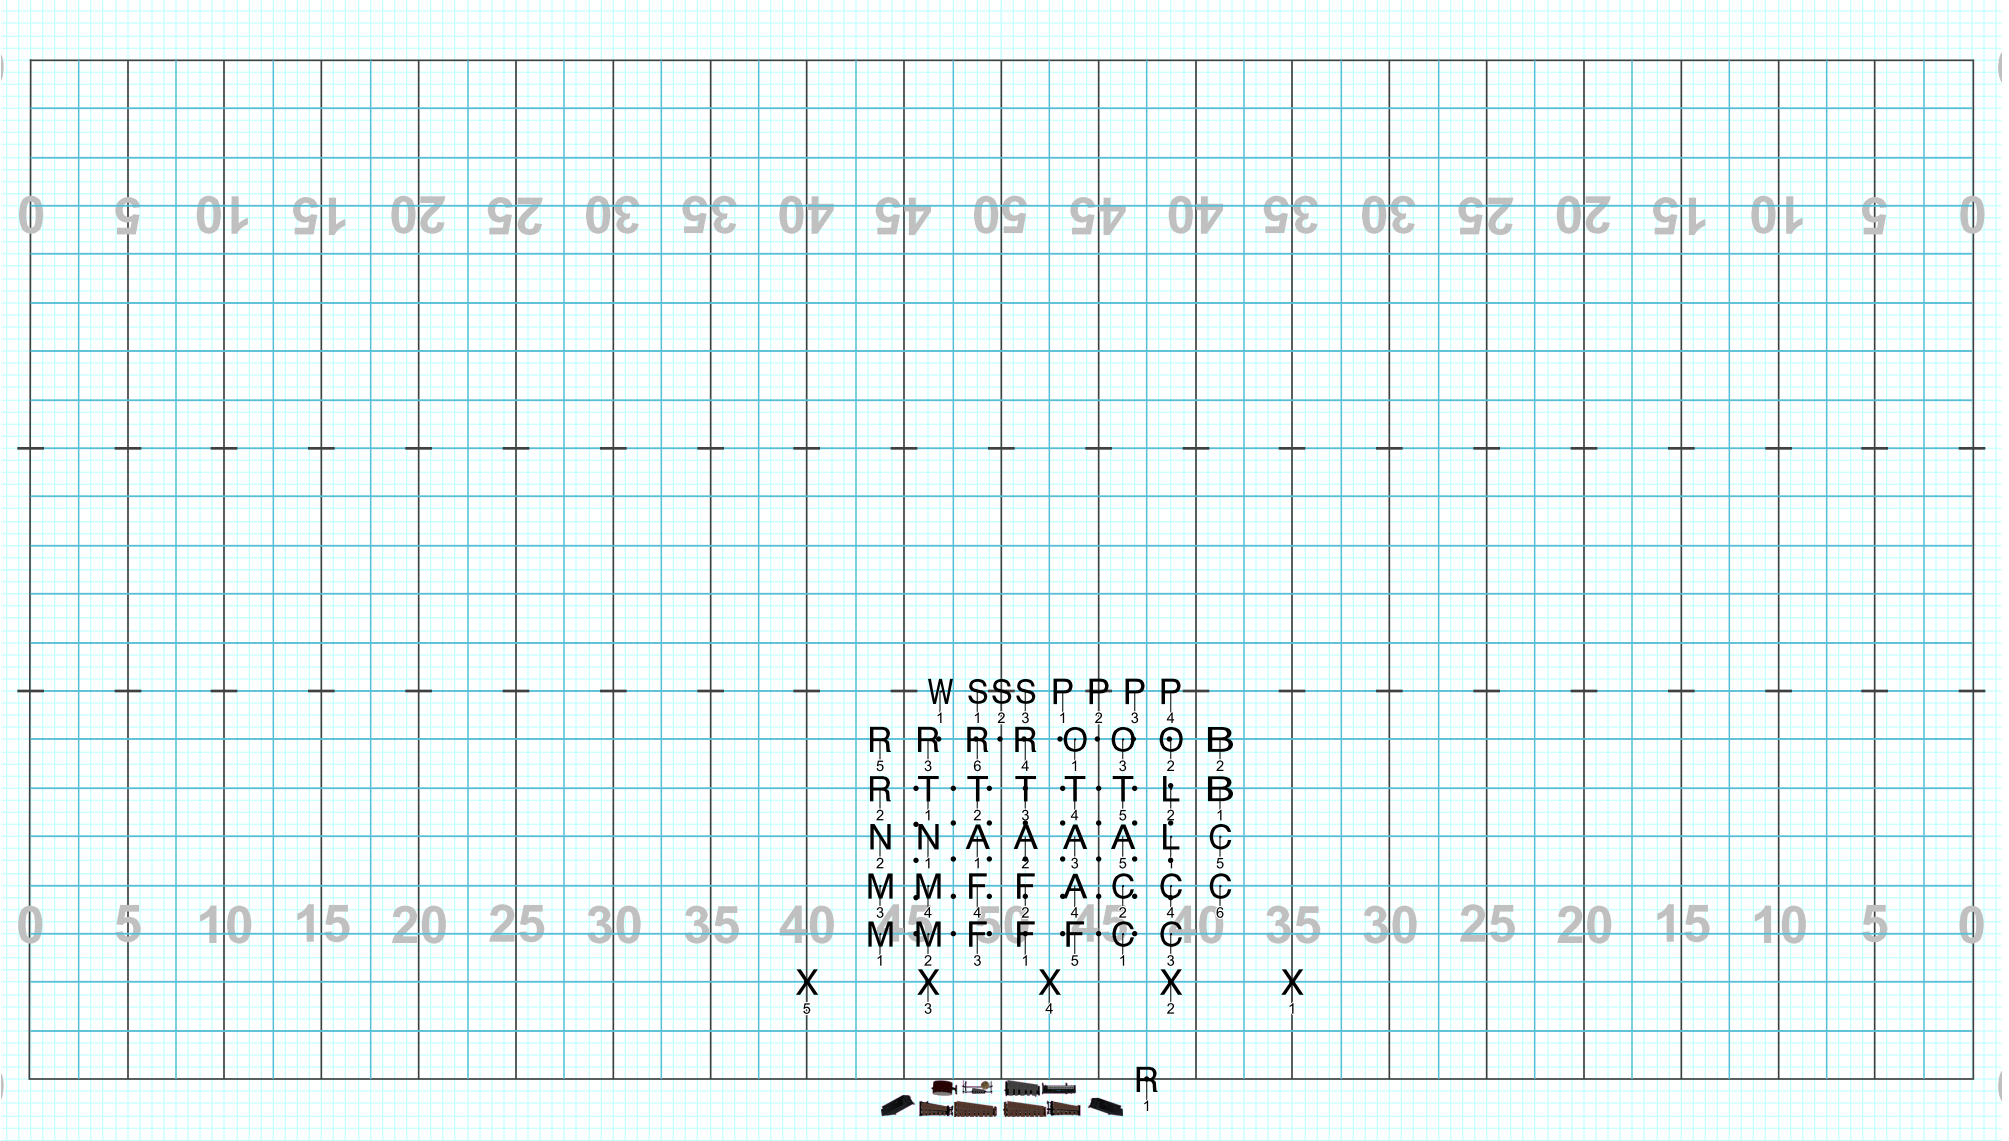 0 5 10 15 20 25 30 35 40 45 50 45 40 35 30 25 20 15 10 5 0
W S S S P P P P
1 1 2 3 1 2 3 4
R R R R O O O B
5 3 6 4 1 3 2 2
R T T T T T L B
2 1 2 3 4 5 2 1
N N A A A A L C
2 1 1 2 3 5 1 5
M M F F A C C C
3 4 4 2 4 2 4 6
0 5 10 15 20 25 30 35 40 45 50 45 40 35 30 25 20 15 10 5 0
M M F F F C C
1 2 3 1 5 1 3
X X X X X
5 3 4 2 1
R
1